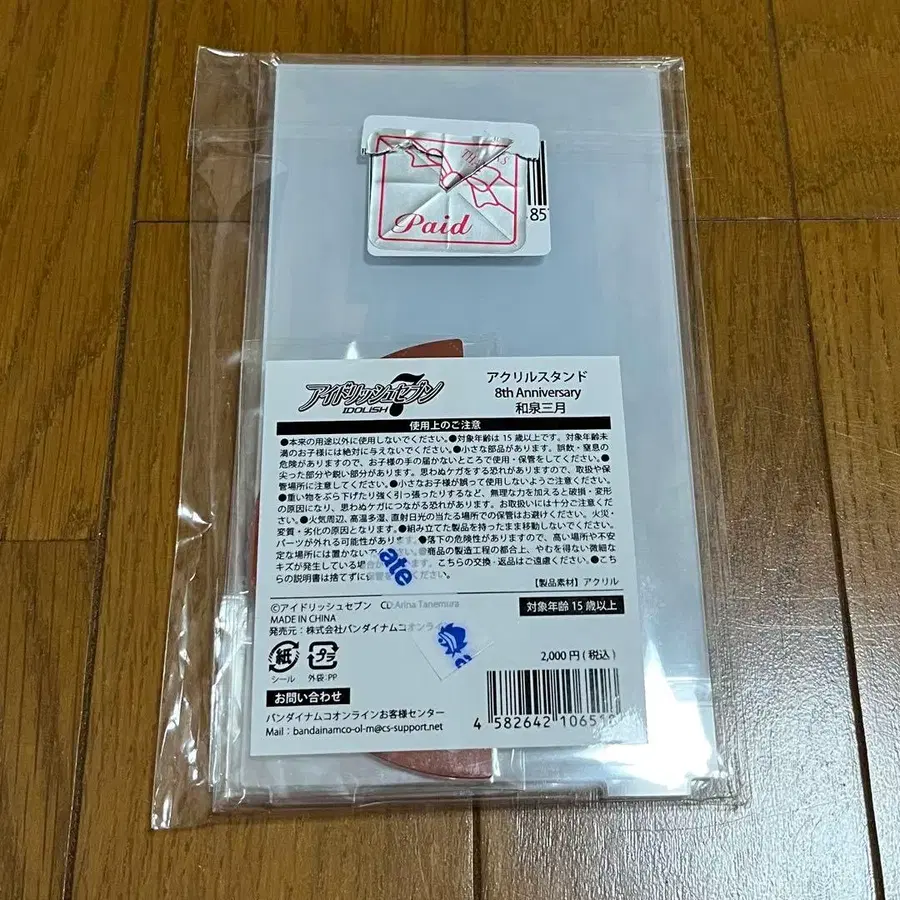 Paid
85
アイドリッシュセブン
IDOLiSH
7
アクリルスタンド
8th Anniversary
和泉三月
使用上のご注意
●本来の用途以外に使用しないでください。●対象年齢は15歳以上です。対象年齢未
満のお子様には絶対に与えないでください。●小さな部品があります。誤飲・窒息の
危険がありますので、お子様の手の届かないところで使用・保管をしてください。●
尖った部分や鋭い部分があります。思わぬケガをする恐れがありますので、取扱や保
管場所に注意してください。●小さなお子様が誤って使用しないようご注意ください。
●重い物をぶら下げたり強く引っ張ったりするなど、無理な力を加えると破損・変形
の原因になり、思わぬケガにつながる恐れがあります。お取扱いには十分ご注意くださ
い。●火気周辺、高温多湿、直射日光の当たる場所での保管はお避けください。火災・
変質・劣化の原因となります。●組み立てた製品を持ったまま移動しないでください。
パーツが外れる可能性があります。●落下の危険性がありますので、高い場所や不安
定な場所には置かないでください。●商品の製造工程の都合上、やむを得ない微細な
キズが発生している場合が こちらの交換・返品はご遠慮ください。●こち
らの説明書は捨てずに保管 ください。
ate
【製品素材】アクリル
©アイドリッシュセブン CD:Arina Tanemura
MADE IN CHINA
発売元：株式会社バンダイナムコオンライン
対象年齢15歳以上
紙
シール
プラ
外袋:PP
2,000円(税込)
お問い合わせ
バンダイナムコオンラインお客様センター
Mail：bandainamco-ol-m@cs-support.net
4 582642 10651